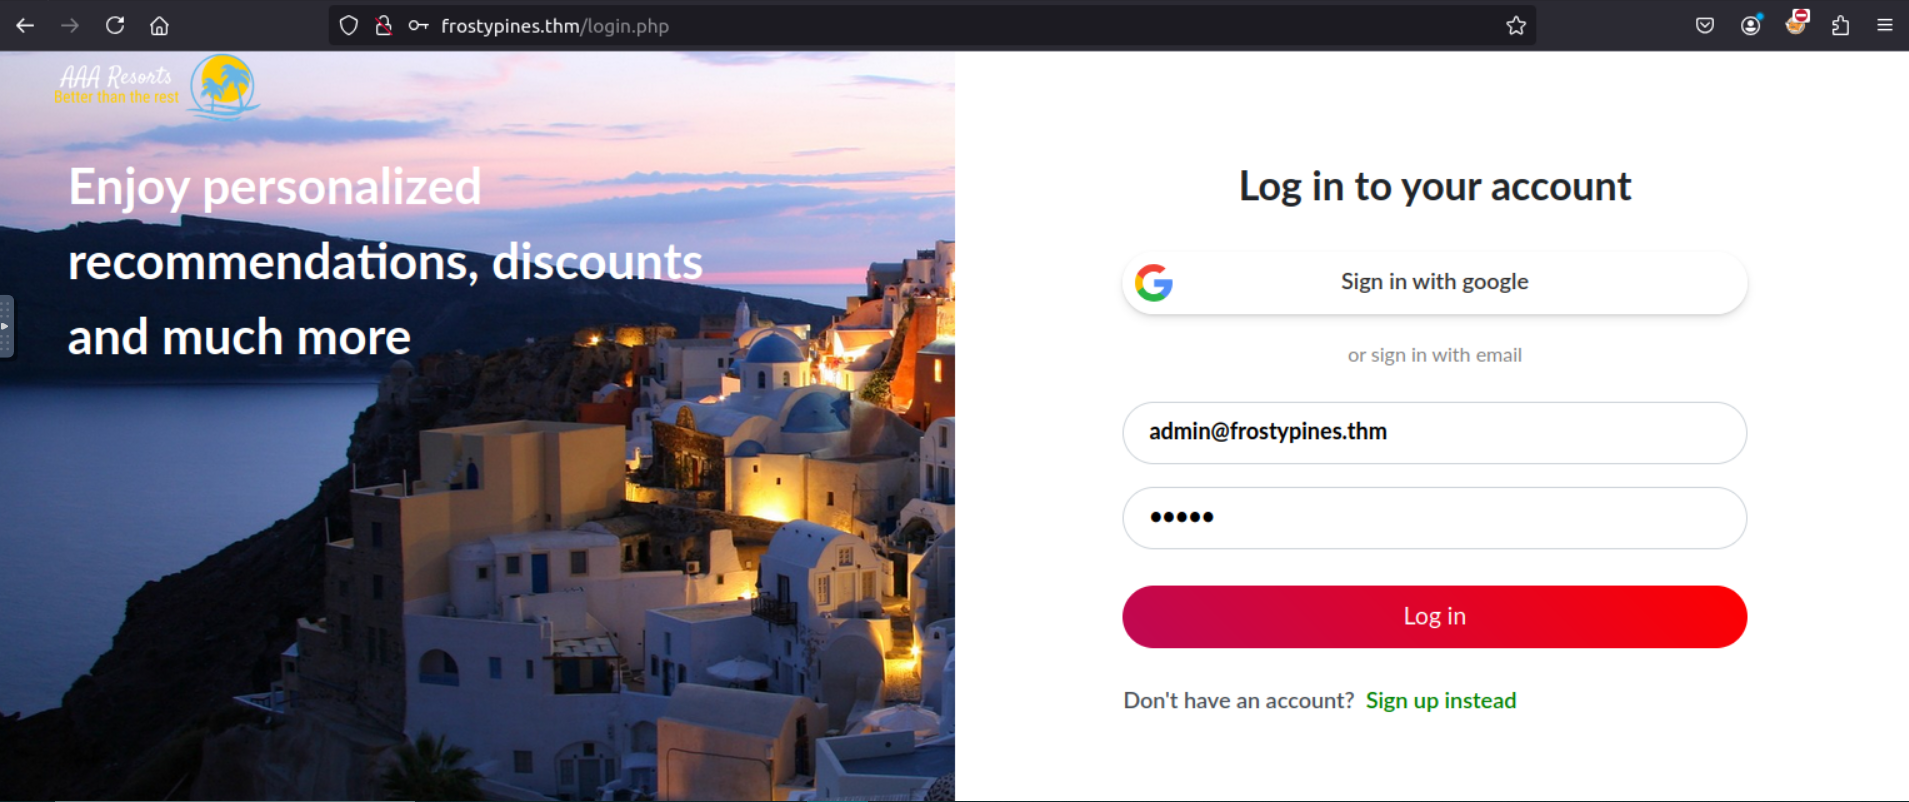 frostypines.thm/login.php
AAA Resorts
Better than the rest
Enjoy personalized
recommendations, discounts
and much more
Log in to your account
Sign in with google
or sign in with email
admin@frostypines.thm
•••••
Log in
Don't have an account? Sign up instead